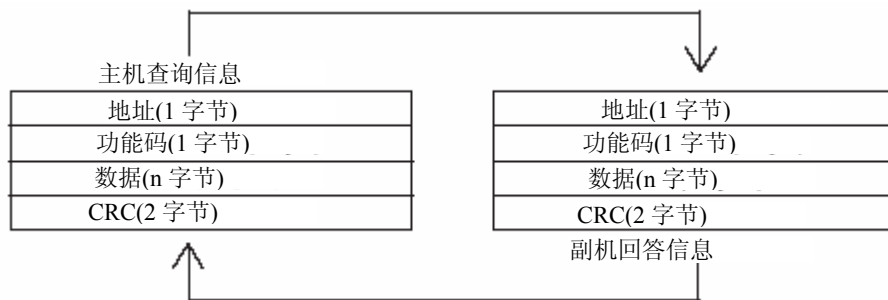 主机查询信息
地址(1 字节)
功能码(1 字节)
数据(n 字节)
CRC(2 字节)
地址(1 字节)
功能码(1 字节)
数据(n 字节)
CRC(2 字节)
副机回答信息